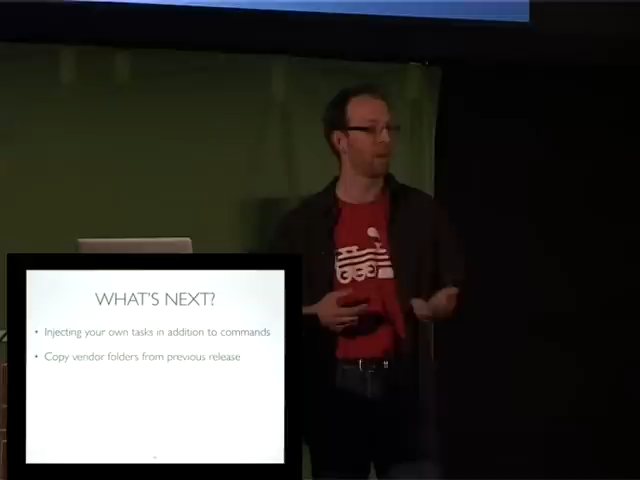 WHAT'S NEXT?
• Injecting your own tasks in addition to commands
• Copy vendor folders from previous release